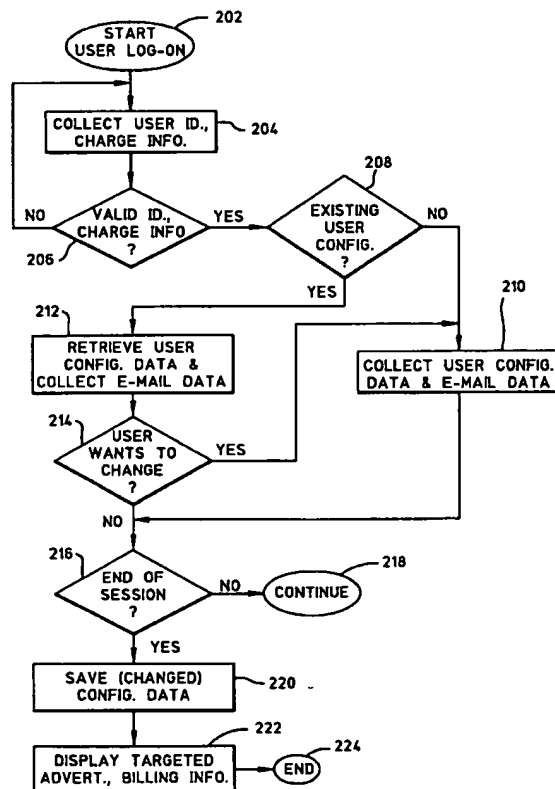 START
USER LOG-ON
202
COLLECT USER ID.,
CHARGE INFO.
204
VALID ID.,
CHARGE INFO
?
206
NO
YES
208
EXISTING
USER
CONFIG.
?
NO
YES
210
COLLECT USER CONFIG.
DATA & E-MAIL DATA
212
RETRIEVE USER
CONFIG. DATA &
COLLECT E-MAIL DATA
214
USER
WANTS TO
CHANGE
?
YES
NO
216
END OF
SESSION
?
NO
218
CONTINUE
YES
SAVE (CHANGED)
CONFIG. DATA
220
222
DISPLAY TARGETED
ADVERT., BILLING INFO.
224
END